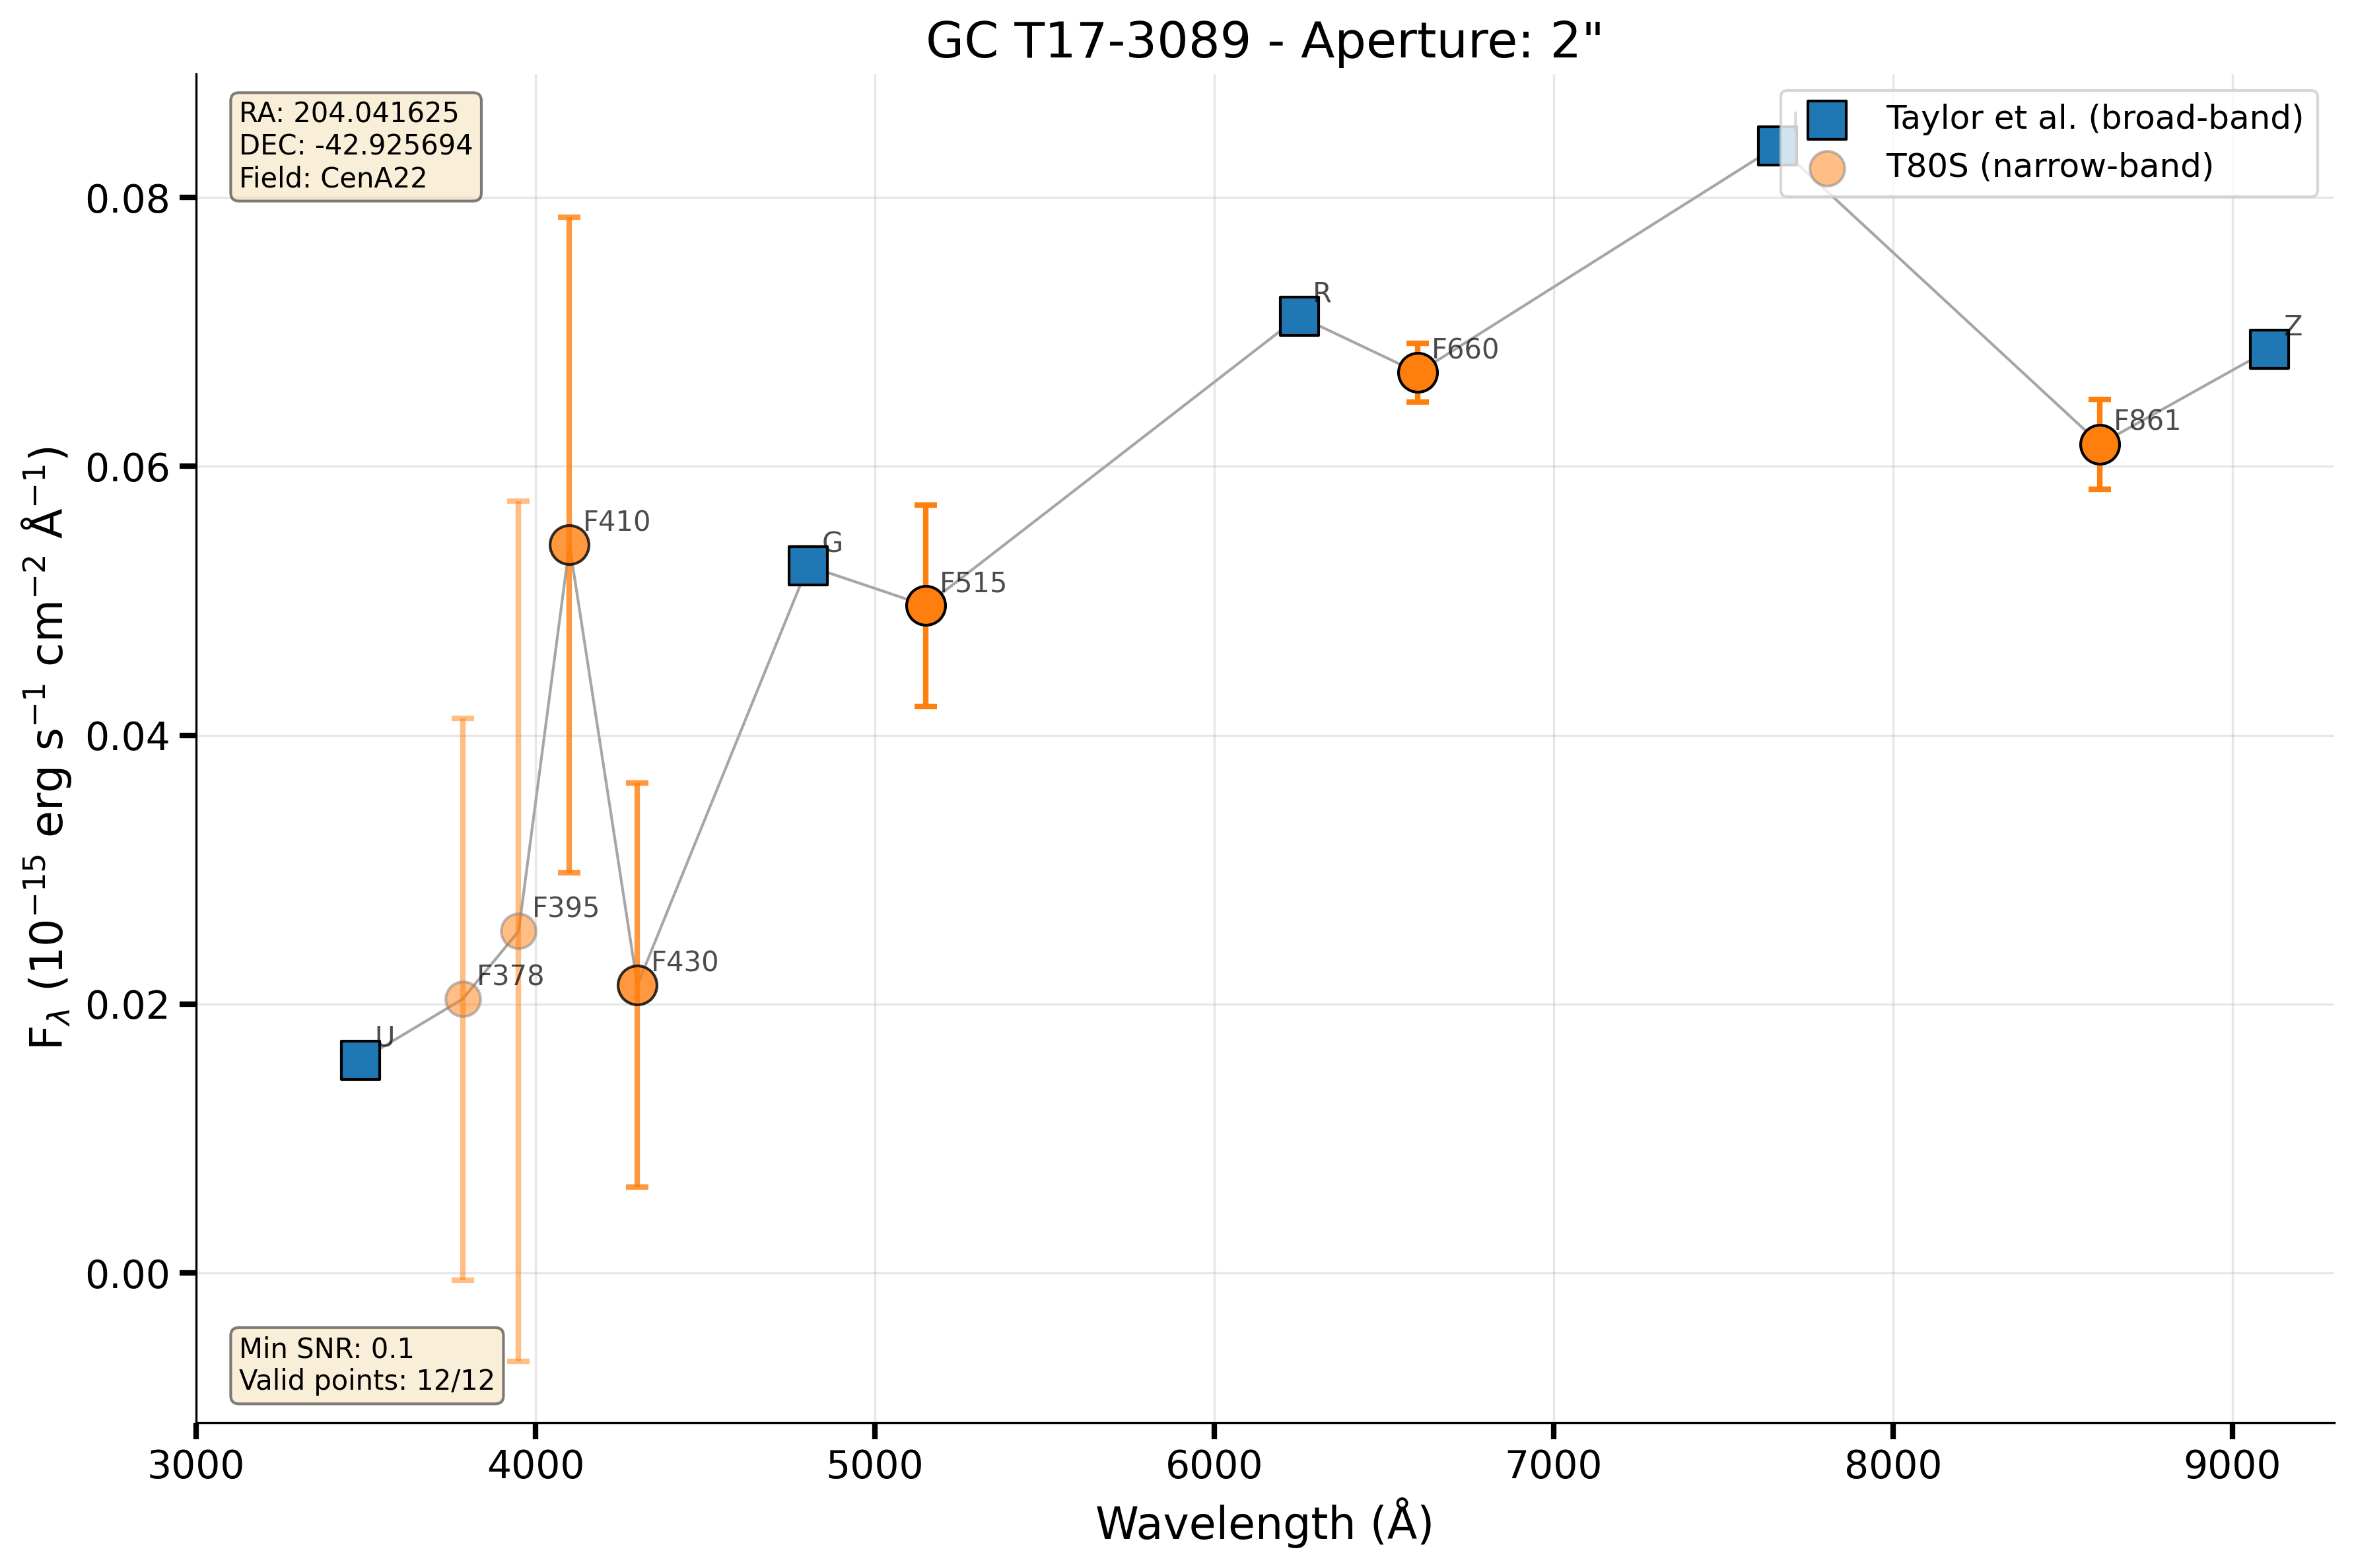 GC T17-3089 - Aperture: 2"
RA: 204.041625
DEC: -42.925694
Field: CenA22
Taylor et al. (broad-band)
T80S (narrow-band)
I
R
Z
F660
F861
F410
G
F515
F395
F378
F430
U
Min SNR: 0.1
Valid points: 12/12
0.08
0.06
0.04
0.02
0.00
F_λ (10⁻¹⁵ erg s⁻¹ cm⁻² Å⁻¹)
3000 4000 5000 6000 7000 8000 9000
Wavelength (Å)